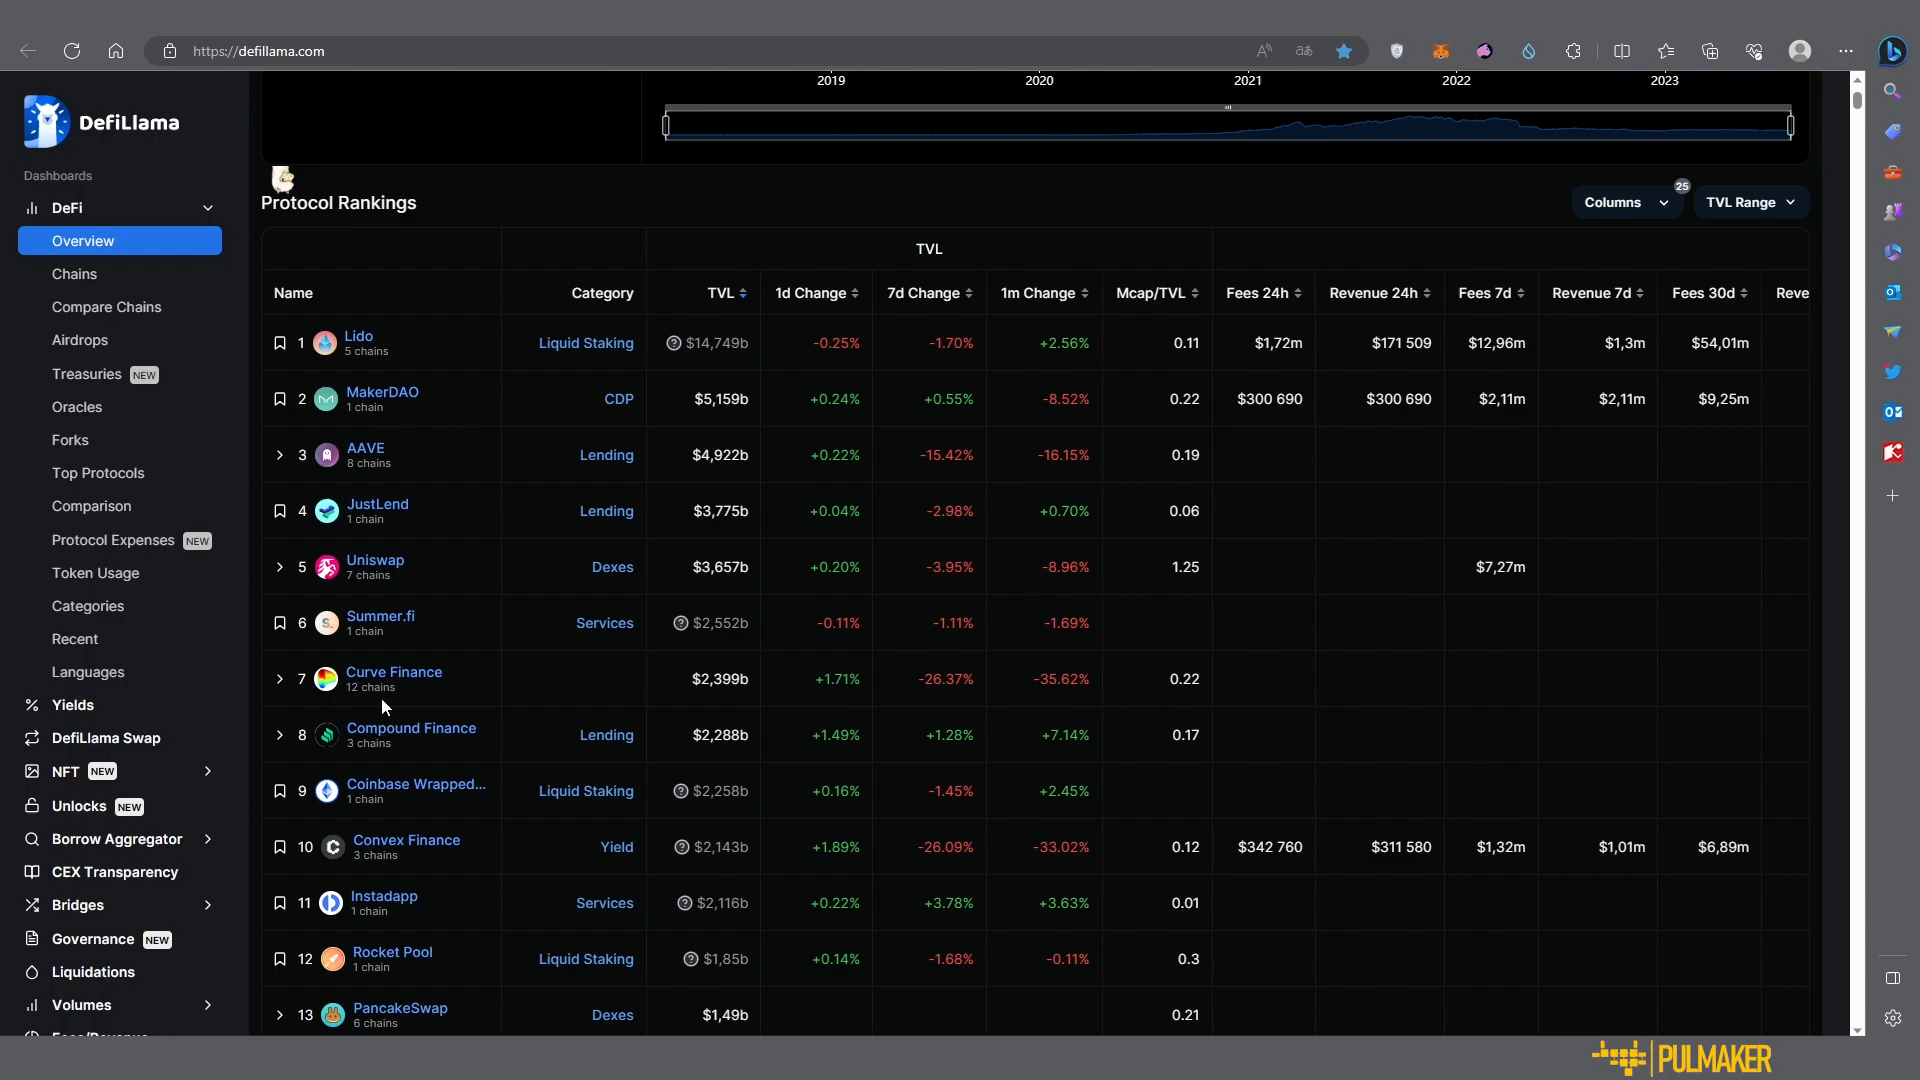 https://defillama.com
2019 2020 2021 2022 2023
DefiLlama
Dashboards
DeFi
Overview
Chains
Compare Chains
Airdrops
Treasuries NEW
Oracles
Forks
Top Protocols
Comparison
Protocol Expenses NEW
Token Usage
Categories
Recent
Languages
Yields
DefiLlama Swap
NFT NEW
Unlocks NEW
Borrow Aggregator
CEX Transparency
Bridges
Governance NEW
Liquidations
Volumes
Fees/Revenue
Protocol Rankings
Columns 25 TVL Range
TVL
Name Category TVL 1d Change 7d Change 1m Change Mcap/TVL Fees 24h Revenue 24h Fees 7d Revenue 7d Fees 30d Reve
1 Lido Liquid Staking $14,749b -0.25% -1.70% +2.56% 0.11 $1,72m $171 509 $12,96m $1,3m $54,01m
5 chains
2 MakerDAO CDP $5,159b +0.24% +0.55% -8.52% 0.22 $300 690 $300 690 $2,11m $2,11m $9,25m
1 chain
3 AAVE Lending $4,922b +0.22% -15.42% -16.15% 0.19
8 chains
4 JustLend Lending $3,775b +0.04% -2.98% +0.70% 0.06
1 chain
5 Uniswap Dexes $3,657b +0.20% -3.95% -8.96% 1.25 $7,27m
7 chains
6 Summer.fi Services $2,552b -0.11% -1.11% -1.69%
1 chain
7 Curve Finance $2,399b +1.71% -26.37% -35.62% 0.22
12 chains
8 Compound Finance Lending $2,288b +1.49% +1.28% +7.14% 0.17
3 chains
9 Coinbase Wrapped... Liquid Staking $2,258b +0.16% -1.45% +2.45%
1 chain
10 Convex Finance Yield $2,143b +1.89% -26.09% -33.02% 0.12 $342 760 $311 580 $1,32m $1,01m $6,89m
3 chains
11 Instadapp Services $2,116b +0.22% +3.78% +3.63% 0.01
1 chain
12 Rocket Pool Liquid Staking $1,85b +0.14% -1.68% -0.11% 0.3
1 chain
13 PancakeSwap Dexes $1,49b 0.21
6 chains
PULMAKER